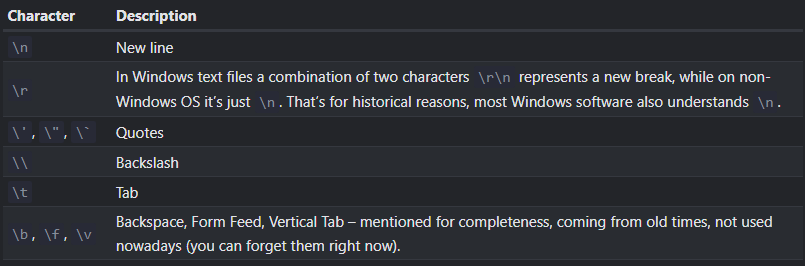 Character Description
\n New line
In Windows text files a combination of two characters \r\n represents a new break, while on non-
\r
Windows OS it’s just \n. That’s for historical reasons, most Windows software also understands \n.
\', \", \` Quotes
\\ Backslash
\t Tab
Backspace, Form Feed, Vertical Tab – mentioned for completeness, coming from old times, not used
\b, \f, \v
nowadays (you can forget them right now).